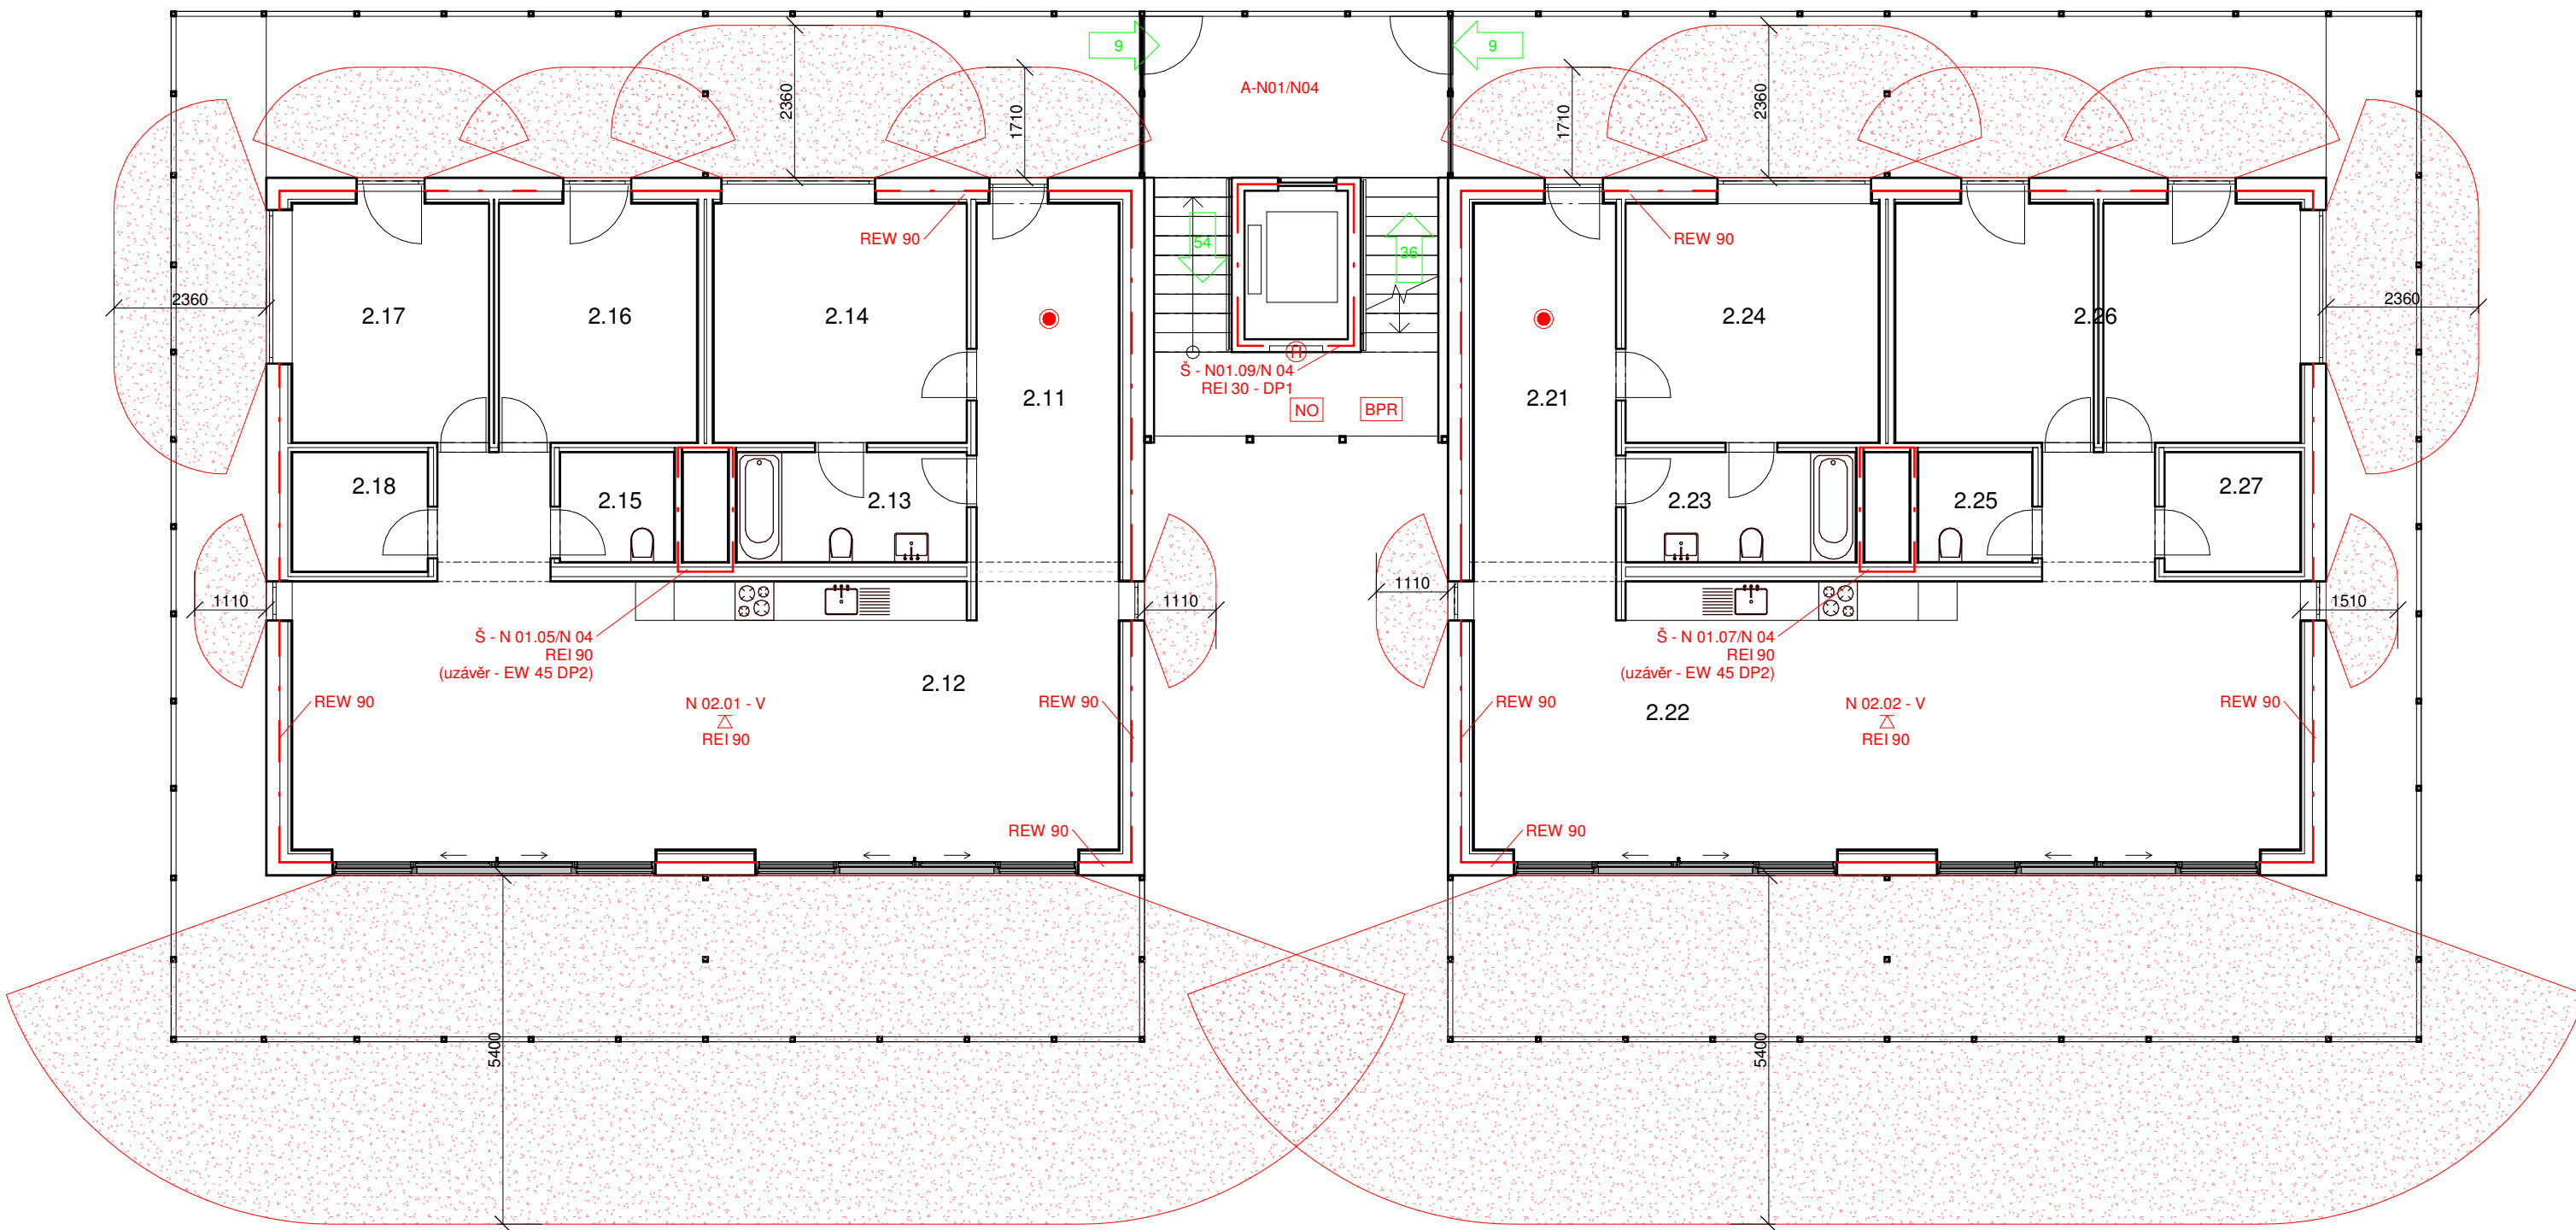 9
9
A-N01/N04
2360
1710
1710
2360
REW 90
54
36
REW 90
2360
2.17
2.16
2.14
2.11
2.21
2.24
2.26
2360
Š - N01.09/N 04
REI 30 - DP1
NO
BPR
2.18
2.15
2.13
2.23
2.25
2.27
1110
1110
1110
1510
Š - N 01.05/N 04
REI 90
(uzávěr - EW 45 DP2)
Š - N 01.07/N 04
REI 90
(uzávěr - EW 45 DP2)
2.12
2.22
REW 90
N 02.01 - V
REI 90
REW 90
REW 90
N 02.02 - V
REI 90
REW 90
REW 90
REW 90
5400
5400